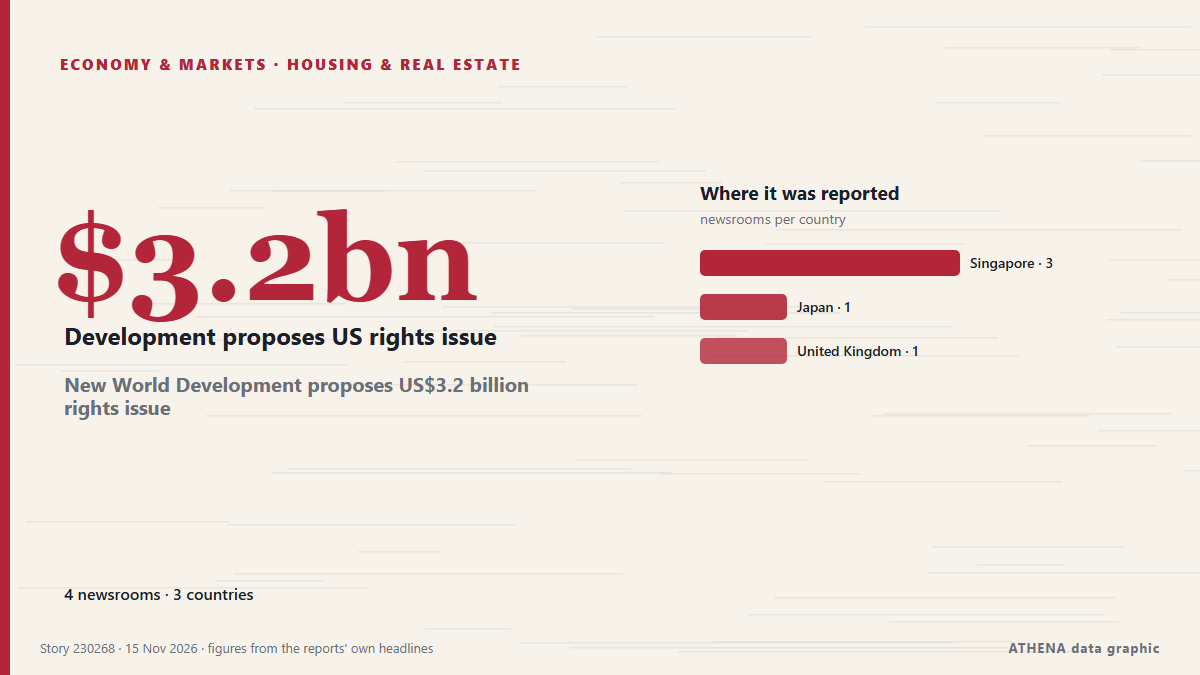 ECONOMY & MARKETS · HOUSING & REAL ESTATE
$3.2bn
Development proposes US rights issue
New World Development proposes US$3.2 billion
rights issue
Where it was reported
newsrooms per country
Singapore · 3
Japan · 1
United Kingdom · 1
4 newsrooms · 3 countries
Story 230268 · 15 Nov 2026 · figures from the reports' own headlines
ATHENA data graphic